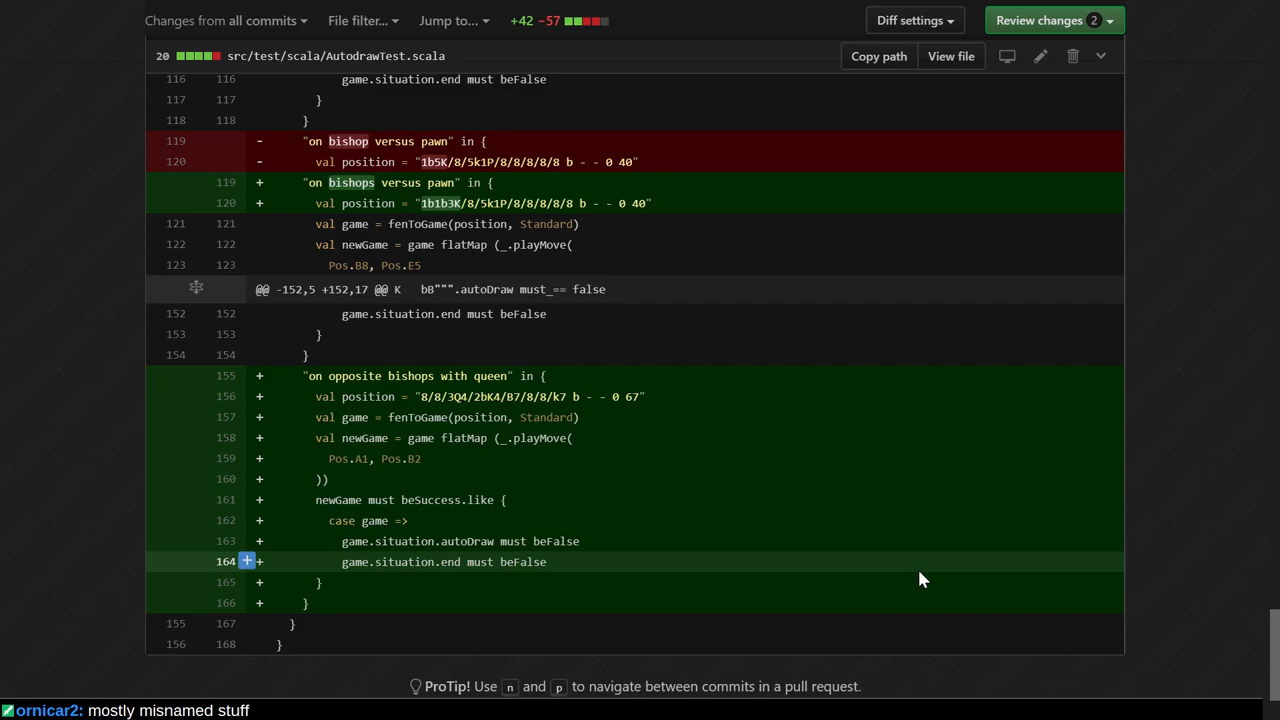 Changes from all commits File filter... Jump to... +42 −57 Diff settings Review changes 2
20 src/test/scala/AutodrawTest.scala Copy path View file
116 116 game.situation.end must beFalse
117 117 }
118 118 }
119 - "on bishop versus pawn" in {
120 - val position = "1b5K/8/5k1P/8/8/8/8/8 b - - 0 40"
119 + "on bishops versus pawn" in {
120 + val position = "1b1b3K/8/5k1P/8/8/8/8/8 b - - 0 40"
121 121 val game = fenToGame(position, Standard)
122 122 val newGame = game flatMap (_.playMove(
123 123 Pos.B8, Pos.E5
@@ -152,5 +152,17 @@ K bB""".autoDraw must_== false
152 152 game.situation.end must beFalse
153 153 }
154 154 }
155 + "on opposite bishops with queen" in {
156 + val position = "8/8/3Q4/2bK4/B7/8/8/k7 b - - 0 67"
157 + val game = fenToGame(position, Standard)
158 + val newGame = game flatMap (_.playMove(
159 + Pos.A1, Pos.B2
160 + ))
161 + newGame must beSuccess.like {
162 + case game =>
163 + game.situation.autoDraw must beFalse
164 + + game.situation.end must beFalse
165 + }
166 + }
155 167 }
156 168 }
ProTip! Use n and p to navigate between commits in a pull request.
ornicar2: mostly misnamed stuff